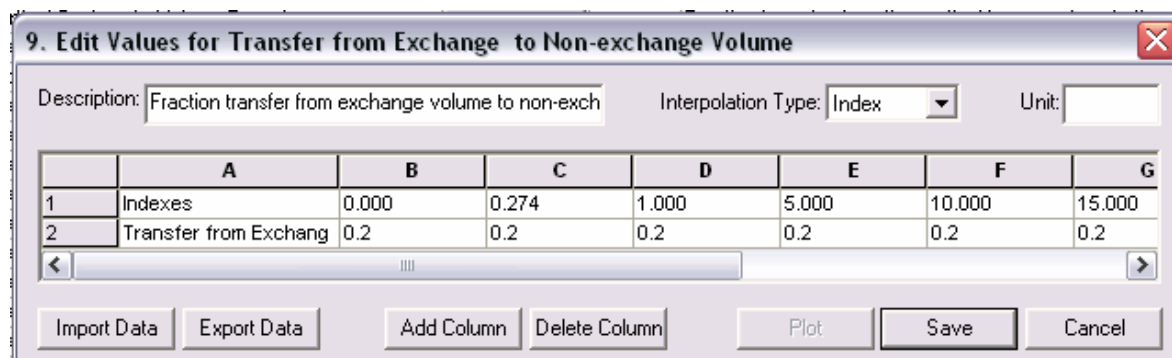 9. Edit Values for Transfer from Exchange to Non-exchange Volume
Description: Fraction transfer from exchange volume to non-exch Interpolation Type: Index Unit:
A B C D E F G
1 Indexes 0.000 0.274 1.000 5.000 10.000 15.000
2 Transfer from Exchang 0.2 0.2 0.2 0.2 0.2 0.2
Import Data Export Data Add Column Delete Column Plot Save Cancel